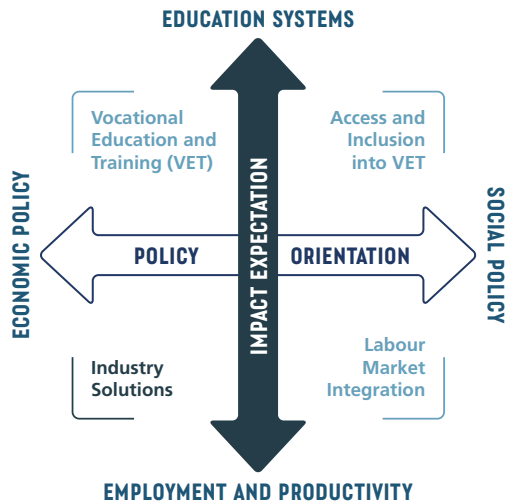 EDUCATION SYSTEMS
Vocational
Education and
Training (VET)
Access and
Inclusion
into VET
ECONOMIC POLICY
POLICY
IMPACT EXPECTATION
ORIENTATION
SOCIAL POLICY
Industry
Solutions
Labour
Market
Integration
EMPLOYMENT AND PRODUCTIVITY